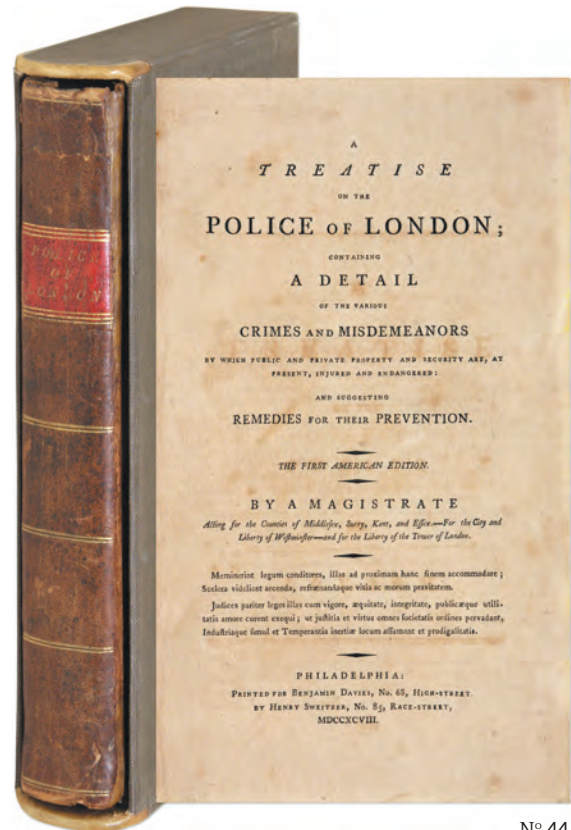 POLICE
OF
LONDON
A
TREATISE
ON THE
POLICE OF LONDON;
CONTAINING
A DETAIL
OF THE VARIOUS
CRIMES AND MISDEMEANORS
BY WHICH PUBLIC AND PRIVATE PROPERTY AND SECURITY ARE, AT
PRESENT, INJURED AND ENDANGERED:
AND SUGGESTING
REMEDIES FOR THEIR PREVENTION.
THE FIRST AMERICAN EDITION.
BY A MAGISTRATE
Acting for the Counties of Middlesex, Surry, Kent, and Essex.—For the City and
Liberty of Westminster—and for the Liberty of the Tower of London.
Meminerint legum conditores, illas ad proximam hanc finem accommodare;
Scelera videlicet arcenda, refrænandaque vitia ac morum pravitatem.
Judices pariter leges illas cum vigore, æquitate, integritate, publicæque utili-
tatis amore curent exequi; ut justitia et virtus omnes societatis ordines pervadant,
Industriaque simul et Temperantia inertiæ locum assumant et prodigalitatis.
PHILADELPHIA:
PRINTED FOR BENJAMIN DAVIES, No. 68, HIGH-STREET.
BY HENRY SWEITZER, No. 85, RACE-STREET,
MDCCXCVIII.
Nº 44